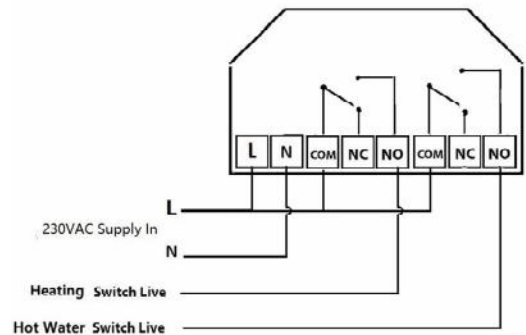 L N COM NC NO COM NC NO
L
230VAC Supply In
N
Heating Switch Live
Hot Water Switch Live